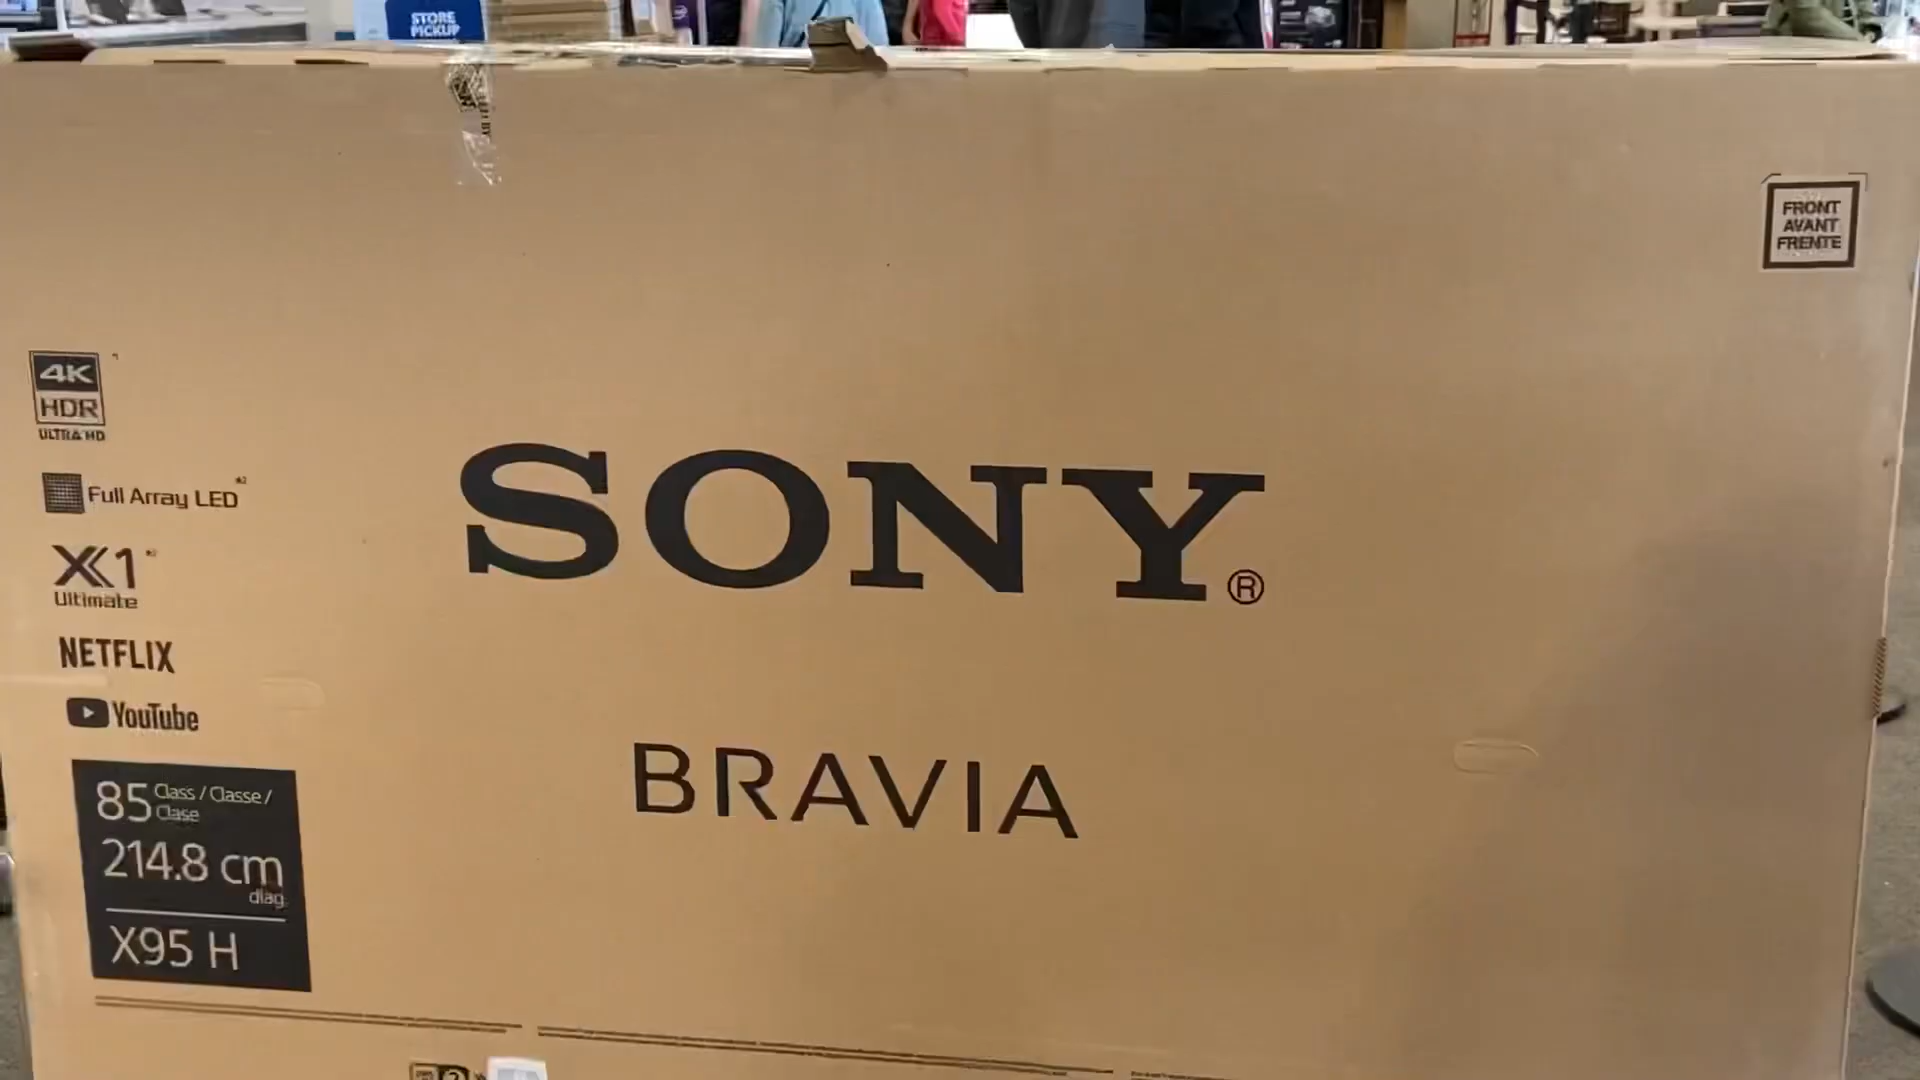 STORE
PICKUP
FRONT
AVANT
FRENTE
4K
HDR
ULTRA HD
Full Array LED
X1
Ultimate
NETFLIX
YouTube
SONY®
BRAVIA
85 Class / Classe /
Clase
214.8 cm
diag.
X95 H